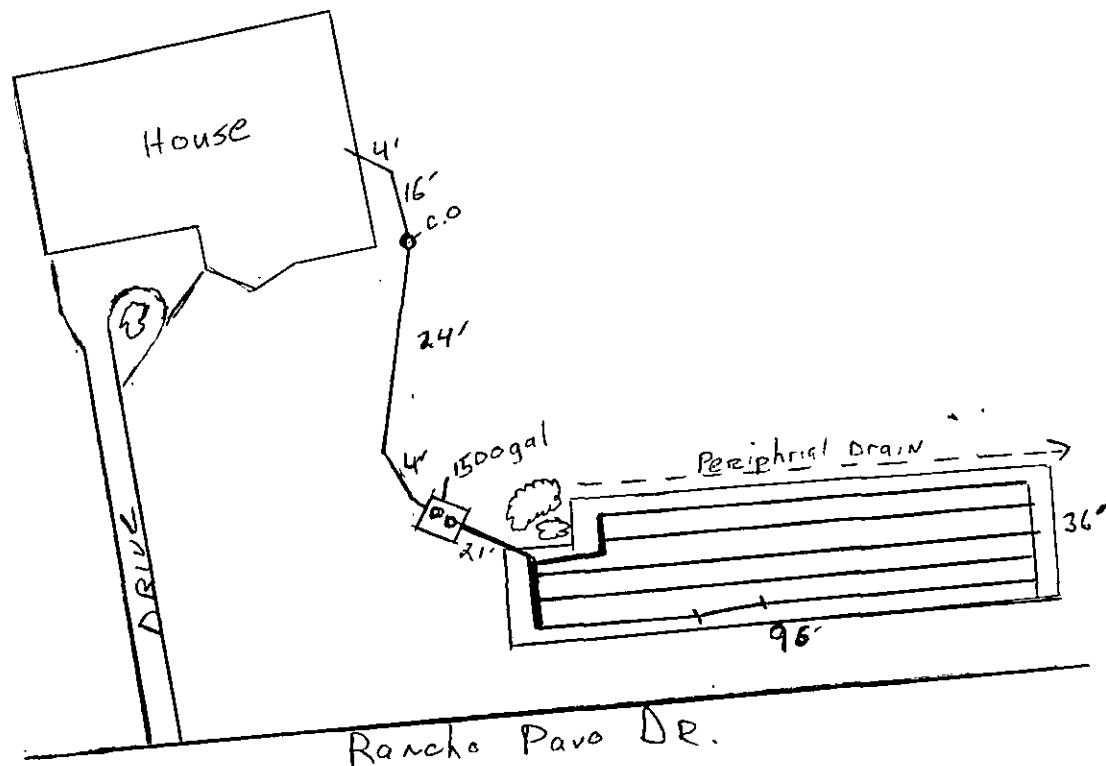 House
4'
16'
C.O
24'
4'
1500gal
21'
Periphrial Drain
36'
96'
DRIVE
Rancho Pavo DR.